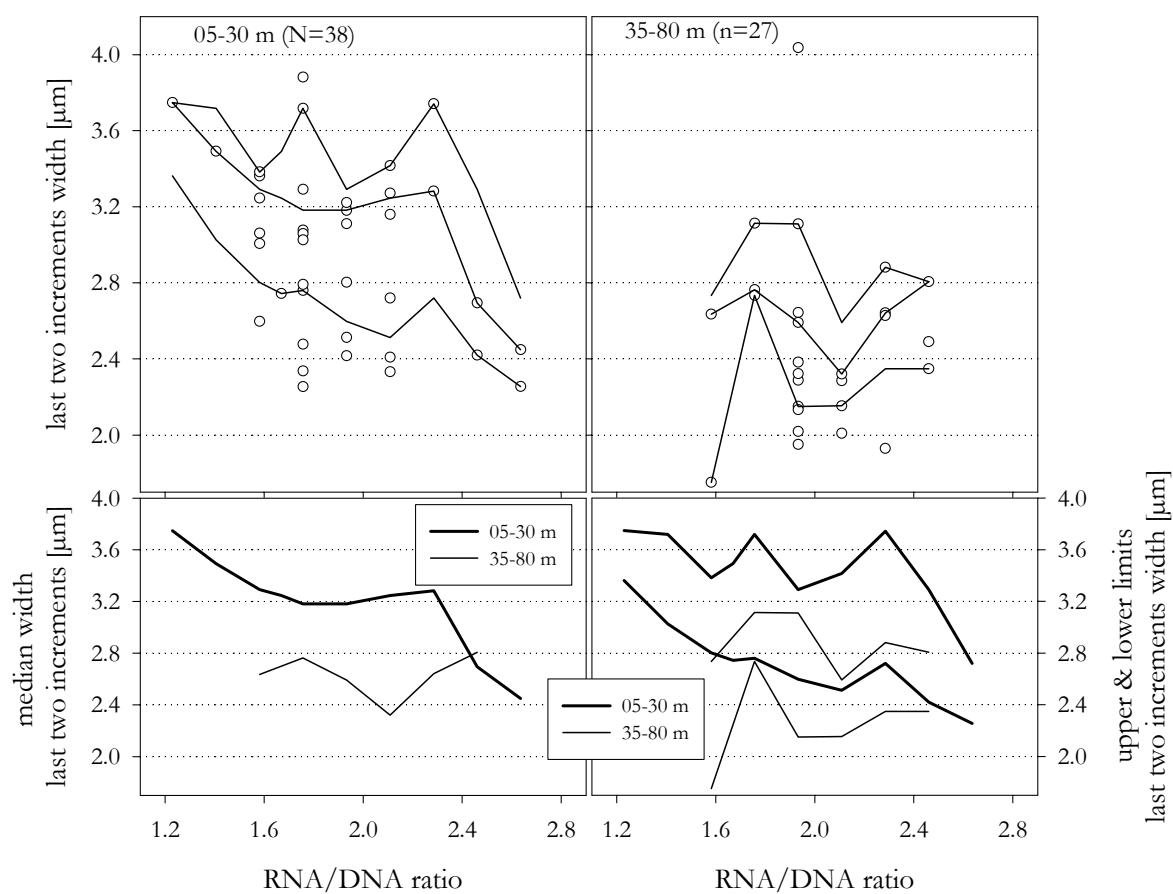 05-30 m (N=38)
35-80 m (n=27)
last two increments width [µm]
4.0
3.6
3.2
2.8
2.4
2.0
median width
last two increments [µm]
4.0
3.6
3.2
2.8
2.4
2.0
05-30 m
35-80 m
05-30 m
35-80 m
4.0
3.6
3.2
2.8
2.4
2.0
upper & lower limits
last two increments width [µm]
1.2 1.6 2.0 2.4 2.8
1.2 1.6 2.0 2.4 2.8
RNA/DNA ratio
RNA/DNA ratio